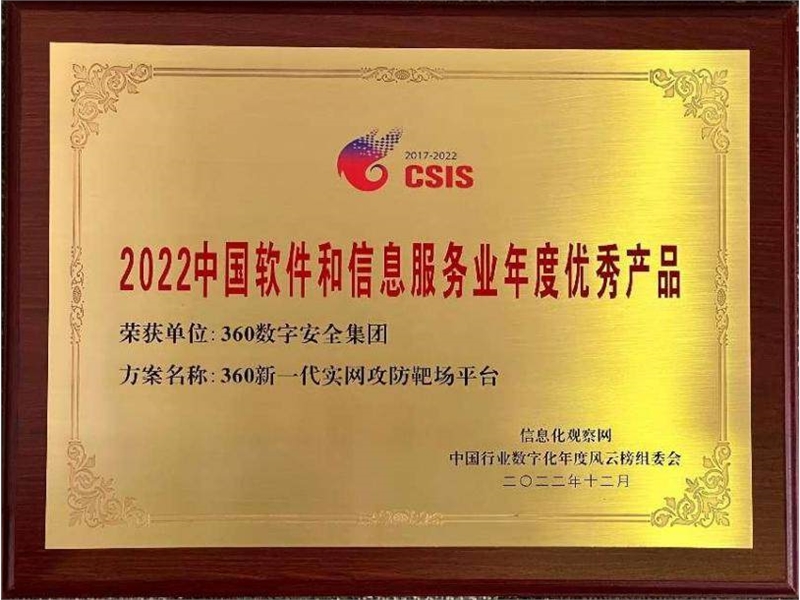 2017-2022
CSIS
2022中国软件和信息服务业年度优秀产品
荣获单位:360数字安全集团
方案名称:360新一代实网攻防靶场平台
信息化观察网
中国行业数字化年度风云榜组委会
二〇二二年十二月